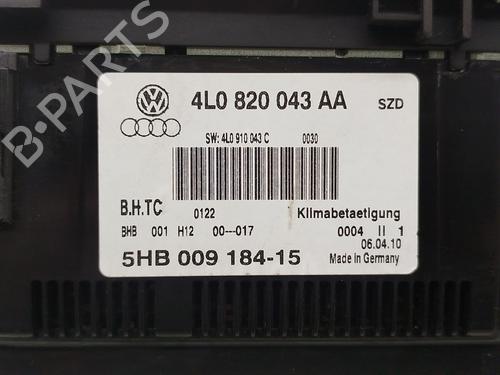 4L0 820 043 AA SZD
SW: 4L0 910 043 C 0030
B.H.TC 0122 Klimabetaetigung
BHB 001 H12 00---017 0004 II 1
06.04.10
5HB 009 184-15 Made in Germany